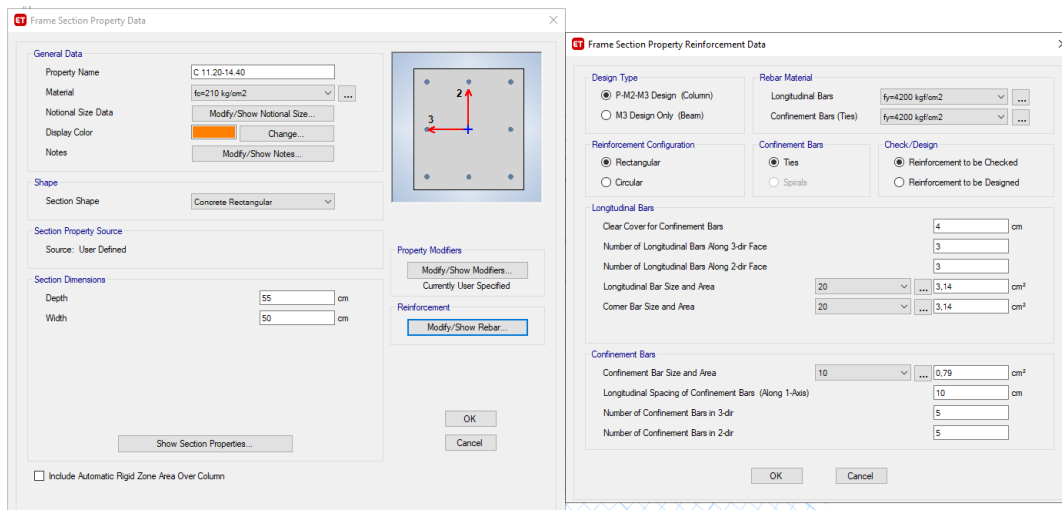 ET Frame Section Property Data
General Data
Property Name C 11.20-14.40
Material fc=210 kg/cm2 ...
Notional Size Data Modify/Show Notional Size...
Display Color Change...
Notes Modify/Show Notes...
Shape
Section Shape Concrete Rectangular
Section Property Source
Source: User Defined
Section Dimensions
Depth 55 cm
Width 50 cm
Show Section Properties...
Include Automatic Rigid Zone Area Over Column
2
3
Property Modifiers
Modify/Show Modifiers...
Currently User Specified
Reinforcement
Modify/Show Rebar...
OK
Cancel
ET Frame Section Property Reinforcement Data
Design Type
P-M2-M3 Design (Column)
M3 Design Only (Beam)
Rebar Material
Longitudinal Bars fy=4200 kgf/cm2 ...
Confinement Bars (Ties) fy=4200 kgf/cm2 ...
Reinforcement Configuration
Rectangular
Circular
Confinement Bars
Ties
Spirals
Check/Design
Reinforcement to be Checked
Reinforcement to be Designed
Longitudinal Bars
Clear Cover for Confinement Bars 4 cm
Number of Longitudinal Bars Along 3-dir Face 3
Number of Longitudinal Bars Along 2-dir Face 3
Longitudinal Bar Size and Area 20 ... 3,14 cm²
Corner Bar Size and Area 20 ... 3,14 cm²
Confinement Bars
Confinement Bar Size and Area 10 ... 0,79 cm²
Longitudinal Spacing of Confinement Bars (Along 1-Axis) 10 cm
Number of Confinement Bars in 3-dir 5
Number of Confinement Bars in 2-dir 5
OK
Cancel